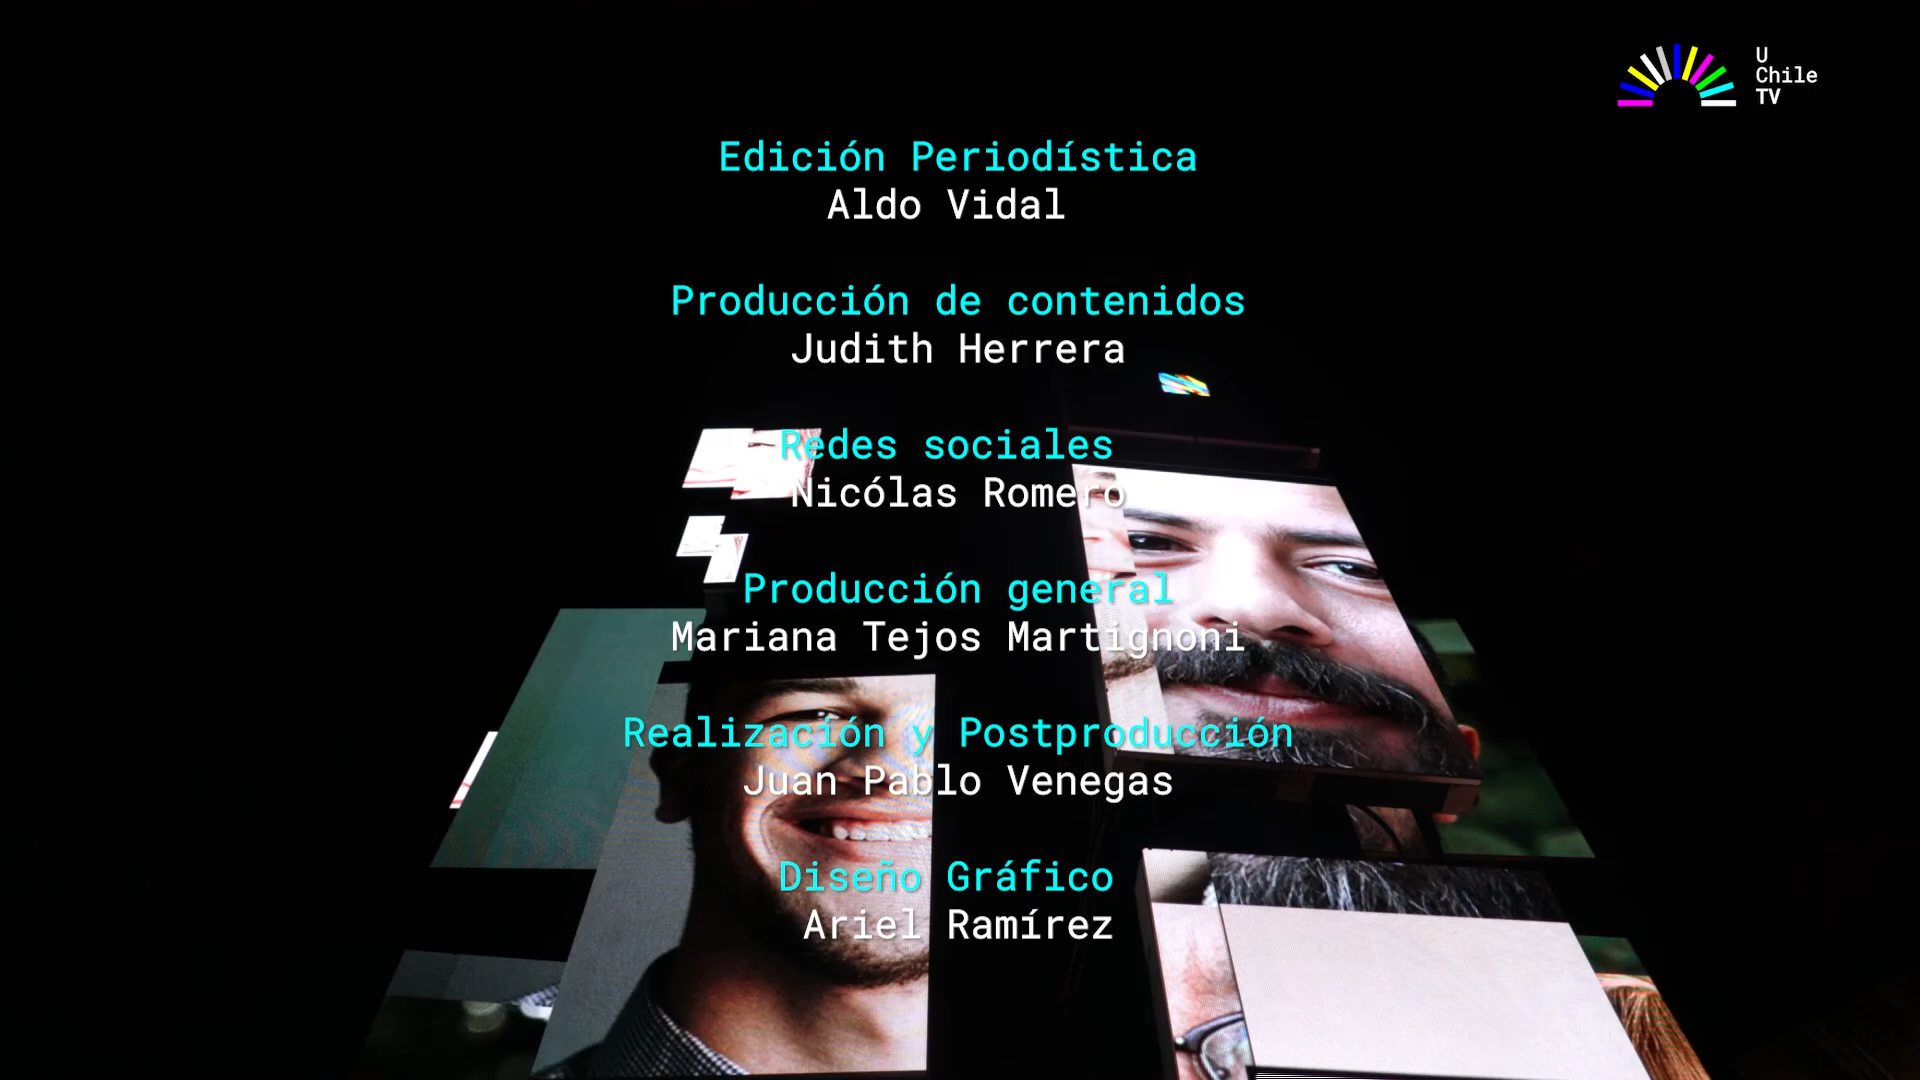 U
Chile
TV
Edición Periodística
Aldo Vidal
Producción de contenidos
Judith Herrera
Redes sociales
Nicólas Romero
Producción general
Mariana Tejos Martignoni
Realización y Postproducción
Juan Pablo Venegas
Diseño Gráfico
Ariel Ramírez